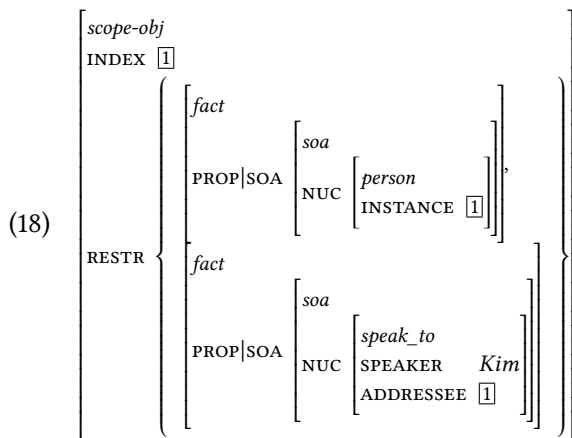 scope-obj
INDEX 1
fact
soa
PROP|SOA NUC person
INSTANCE 1
,
(18)
RESTR
fact
soa
PROP|SOA NUC speak_to
SPEAKER Kim
ADDRESSEE 1